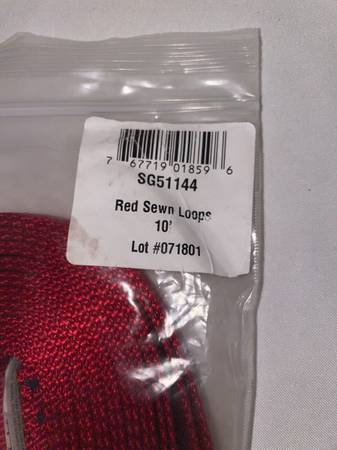 7 67719 01859 6
SG51144
Red Sewn Loops
10'
Lot #071801